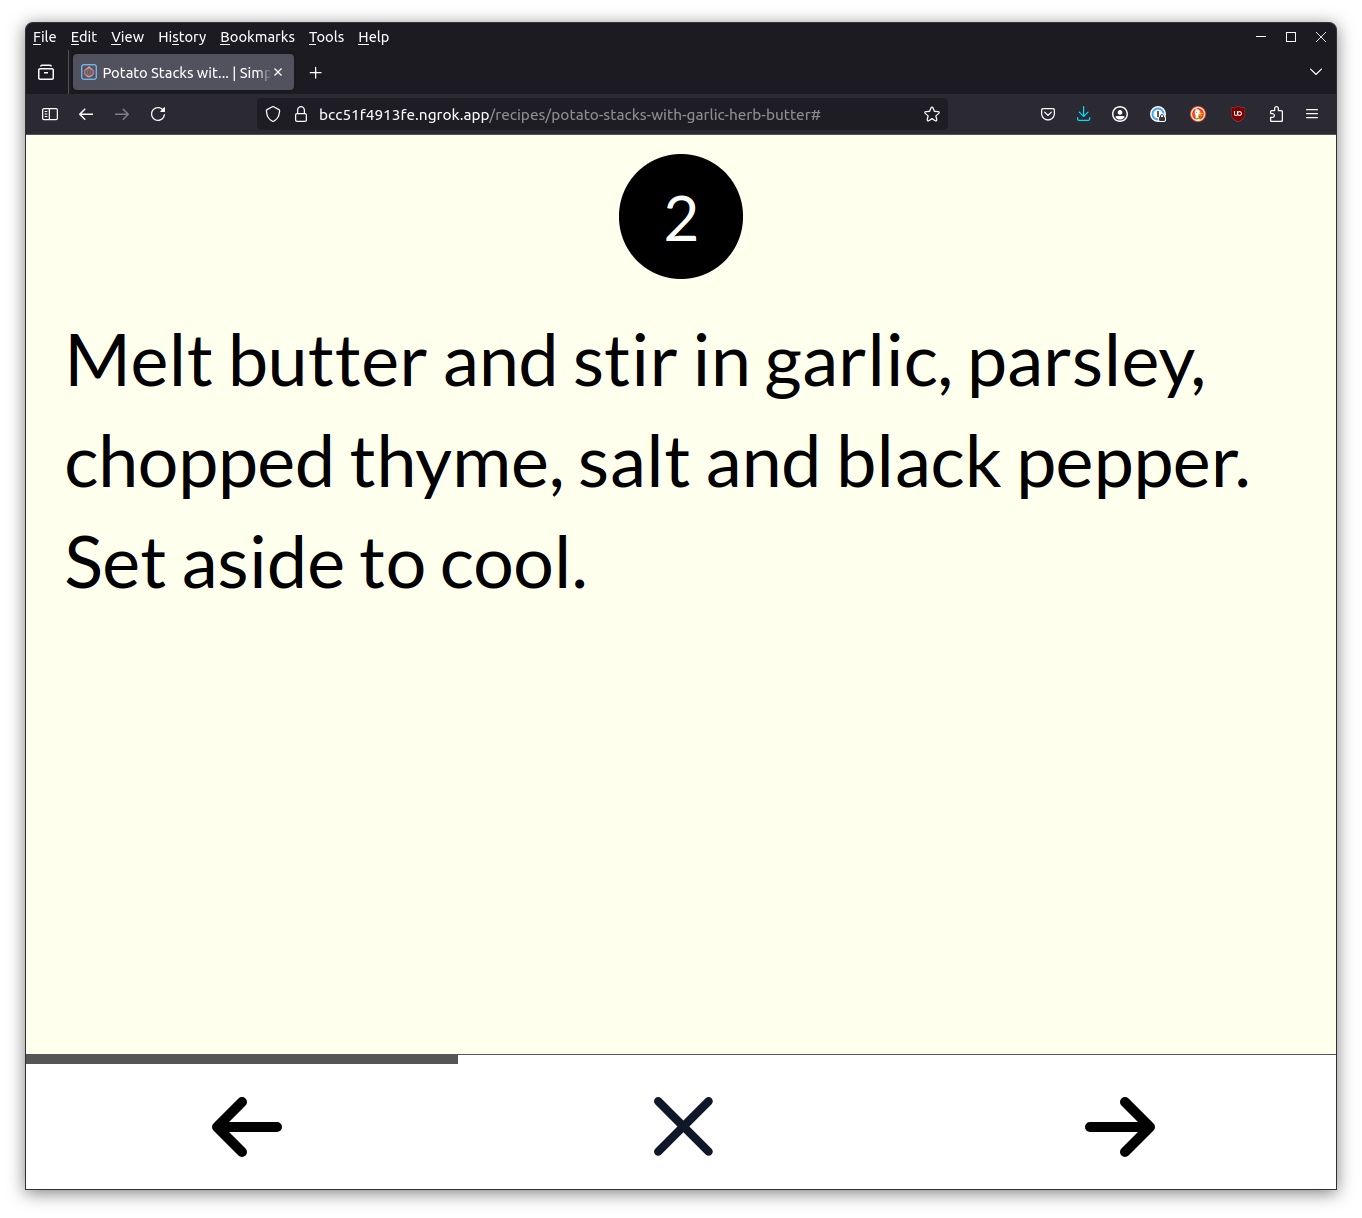 File Edit View History Bookmarks Tools Help
Potato Stacks wit... | Simp
bcc51f4913fe.ngrok.app/recipes/potato-stacks-with-garlic-herb-butter#
2
Melt butter and stir in garlic, parsley,
chopped thyme, salt and black pepper.
Set aside to cool.